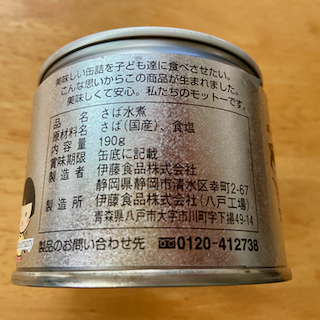 美味しい缶詰を子ども達に食べさせたい。
こんな思いからこの商品が生まれました。
美味しくて安心。私たちのモットーです。
品名 さば水煮
原材料名 さば(国産)、食塩
内容量 190g
賞味期限 缶底に記載
製造者 伊藤食品株式会社
静岡県静岡市清水区幸町2-67
製造所 伊藤食品株式会社(八戸工場)
青森県八戸市大字市川町字下揚49-14
製品のお問い合わせ先 0120-412738